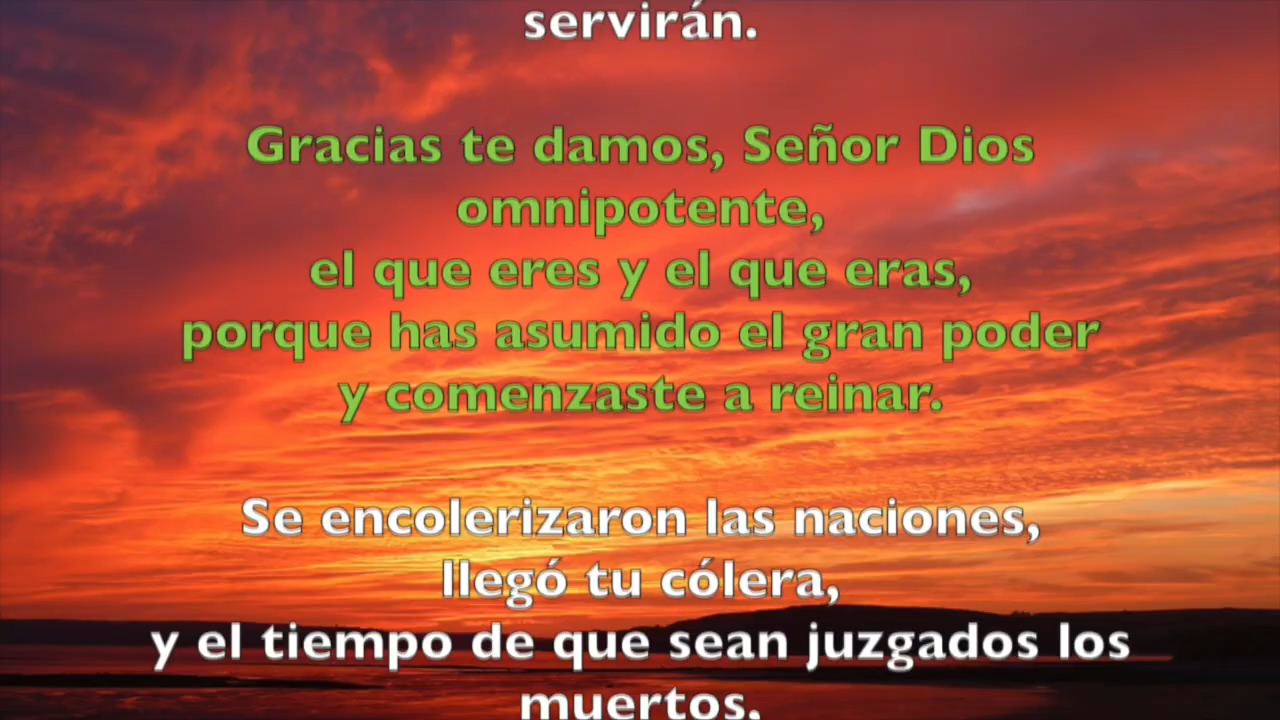 servirán.
Gracias te damos, Señor Dios
omnipotente,
el que eres y el que eras,
porque has asumido el gran poder
y comenzaste a reinar.
Se encolerizaron las naciones,
llegó tu cólera,
y el tiempo de que sean juzgados los
muertos,